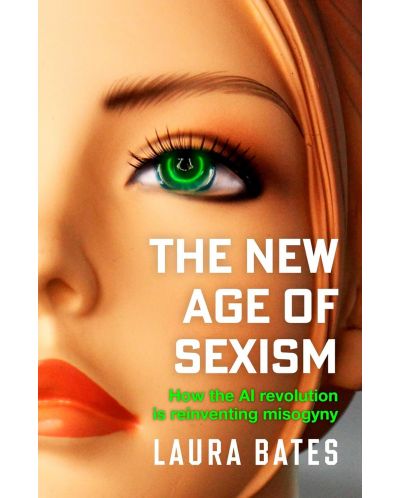 THE NEW
AGE OF
SEXISM
How the AI revolution
is reinventing misogyny
LAURA BATES